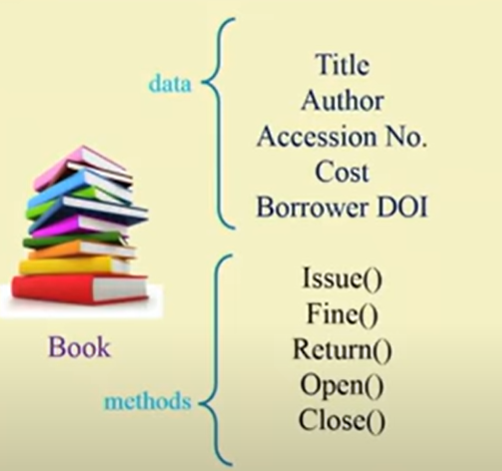 data
Title
Author
Accession No.
Cost
Borrower DOI
Book
methods
Issue()
Fine()
Return()
Open()
Close()